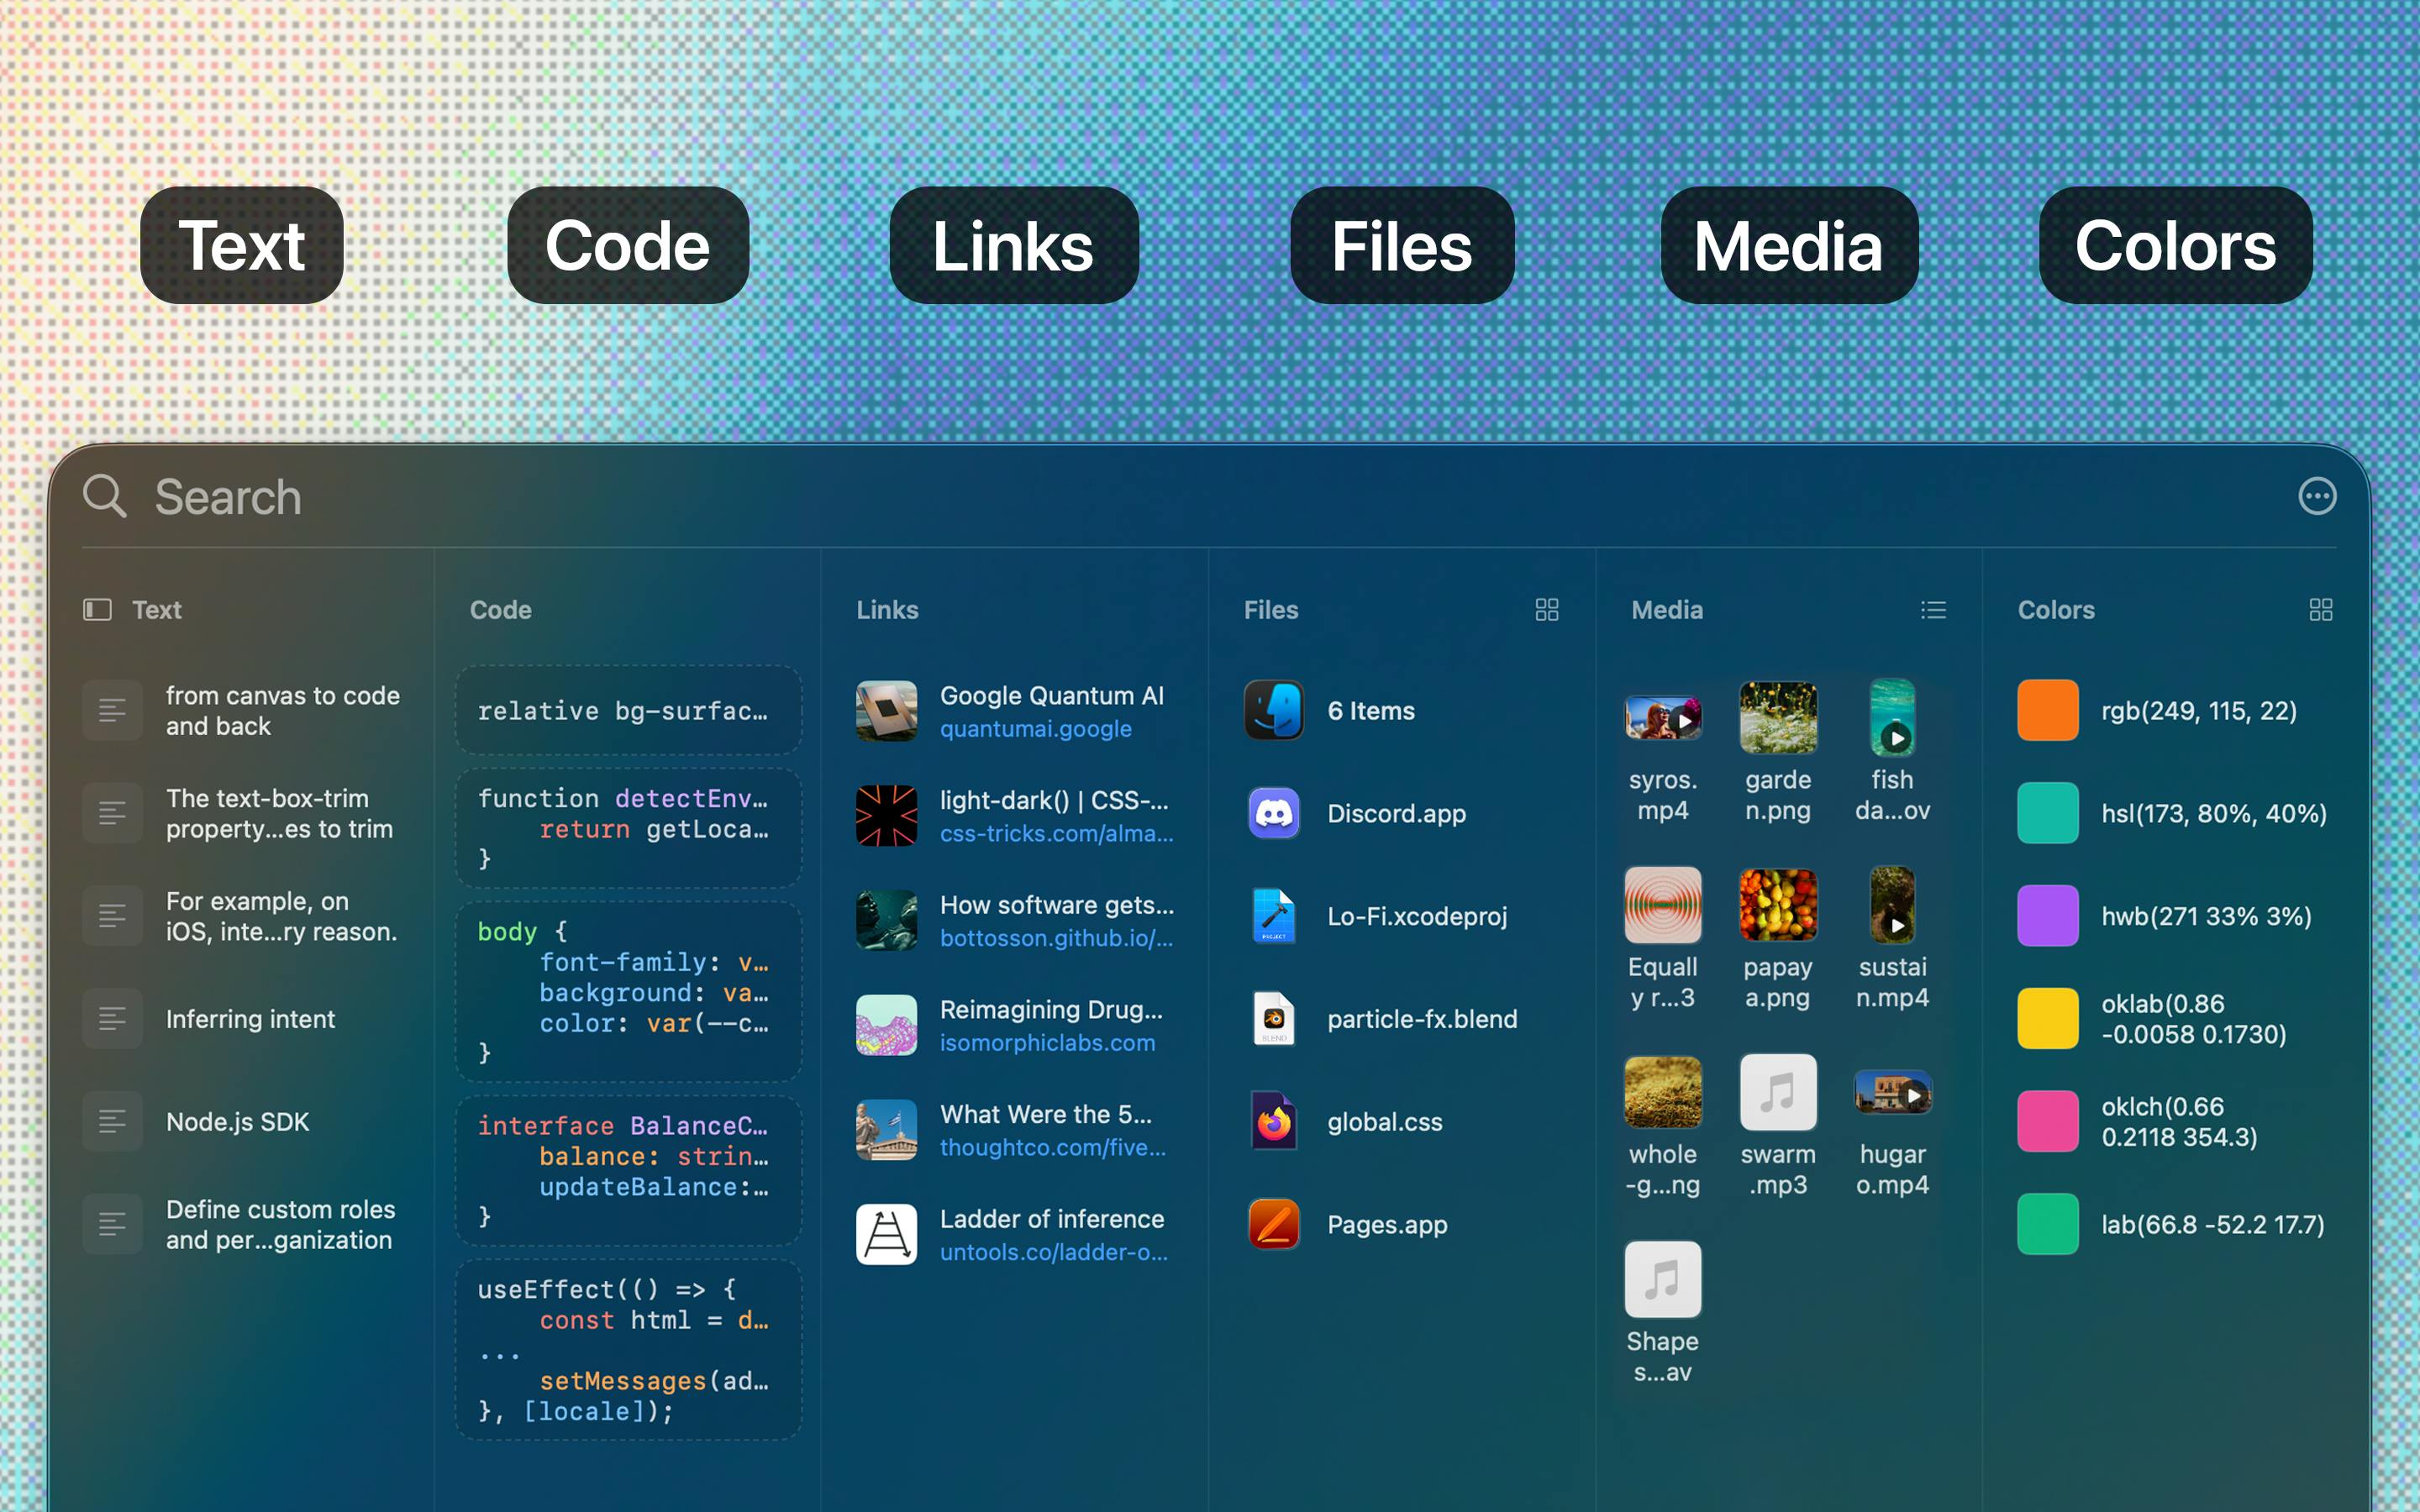 Text
Code
Links
Files
Media
Colors
Search
Text
from canvas to code
and back
The text-box-trim
property...es to trim
For example, on
iOS, inte...ry reason.
Inferring intent
Node.js SDK
Define custom roles
and per...ganization
Code
relative bg-surfac…
function detectEnv…
return getLoca…
}
body {
font-family: v…
background: va…
color: var(--c…
}
interface BalanceC…
balance: strin…
updateBalance:…
}
useEffect(() => {
const html = d…
...
setMessages(ad…
}, [locale]);
Links
Google Quantum AI
quantumai.google
light-dark() | CSS-...
css-tricks.com/alma...
How software gets...
bottosson.github.io/...
Reimagining Drug...
isomorphiclabs.com
What Were the 5...
thoughtco.com/five...
Ladder of inference
untools.co/ladder-o...
Files
6 Items
Discord.app
PROJECT
Lo-Fi.xcodeproj
BLEND
particle-fx.blend
global.css
Pages.app
Media
syros.
mp4
garde
n.png
fish
da...ov
Equall
y r...3
papay
a.png
sustai
n.mp4
whole
-g...ng
swarm
.mp3
hugar
o.mp4
Shape
s...av
Colors
rgb(249, 115, 22)
hsl(173, 80%, 40%)
hwb(271 33% 3%)
oklab(0.86
-0.0058 0.1730)
oklch(0.66
0.2118 354.3)
lab(66.8 -52.2 17.7)